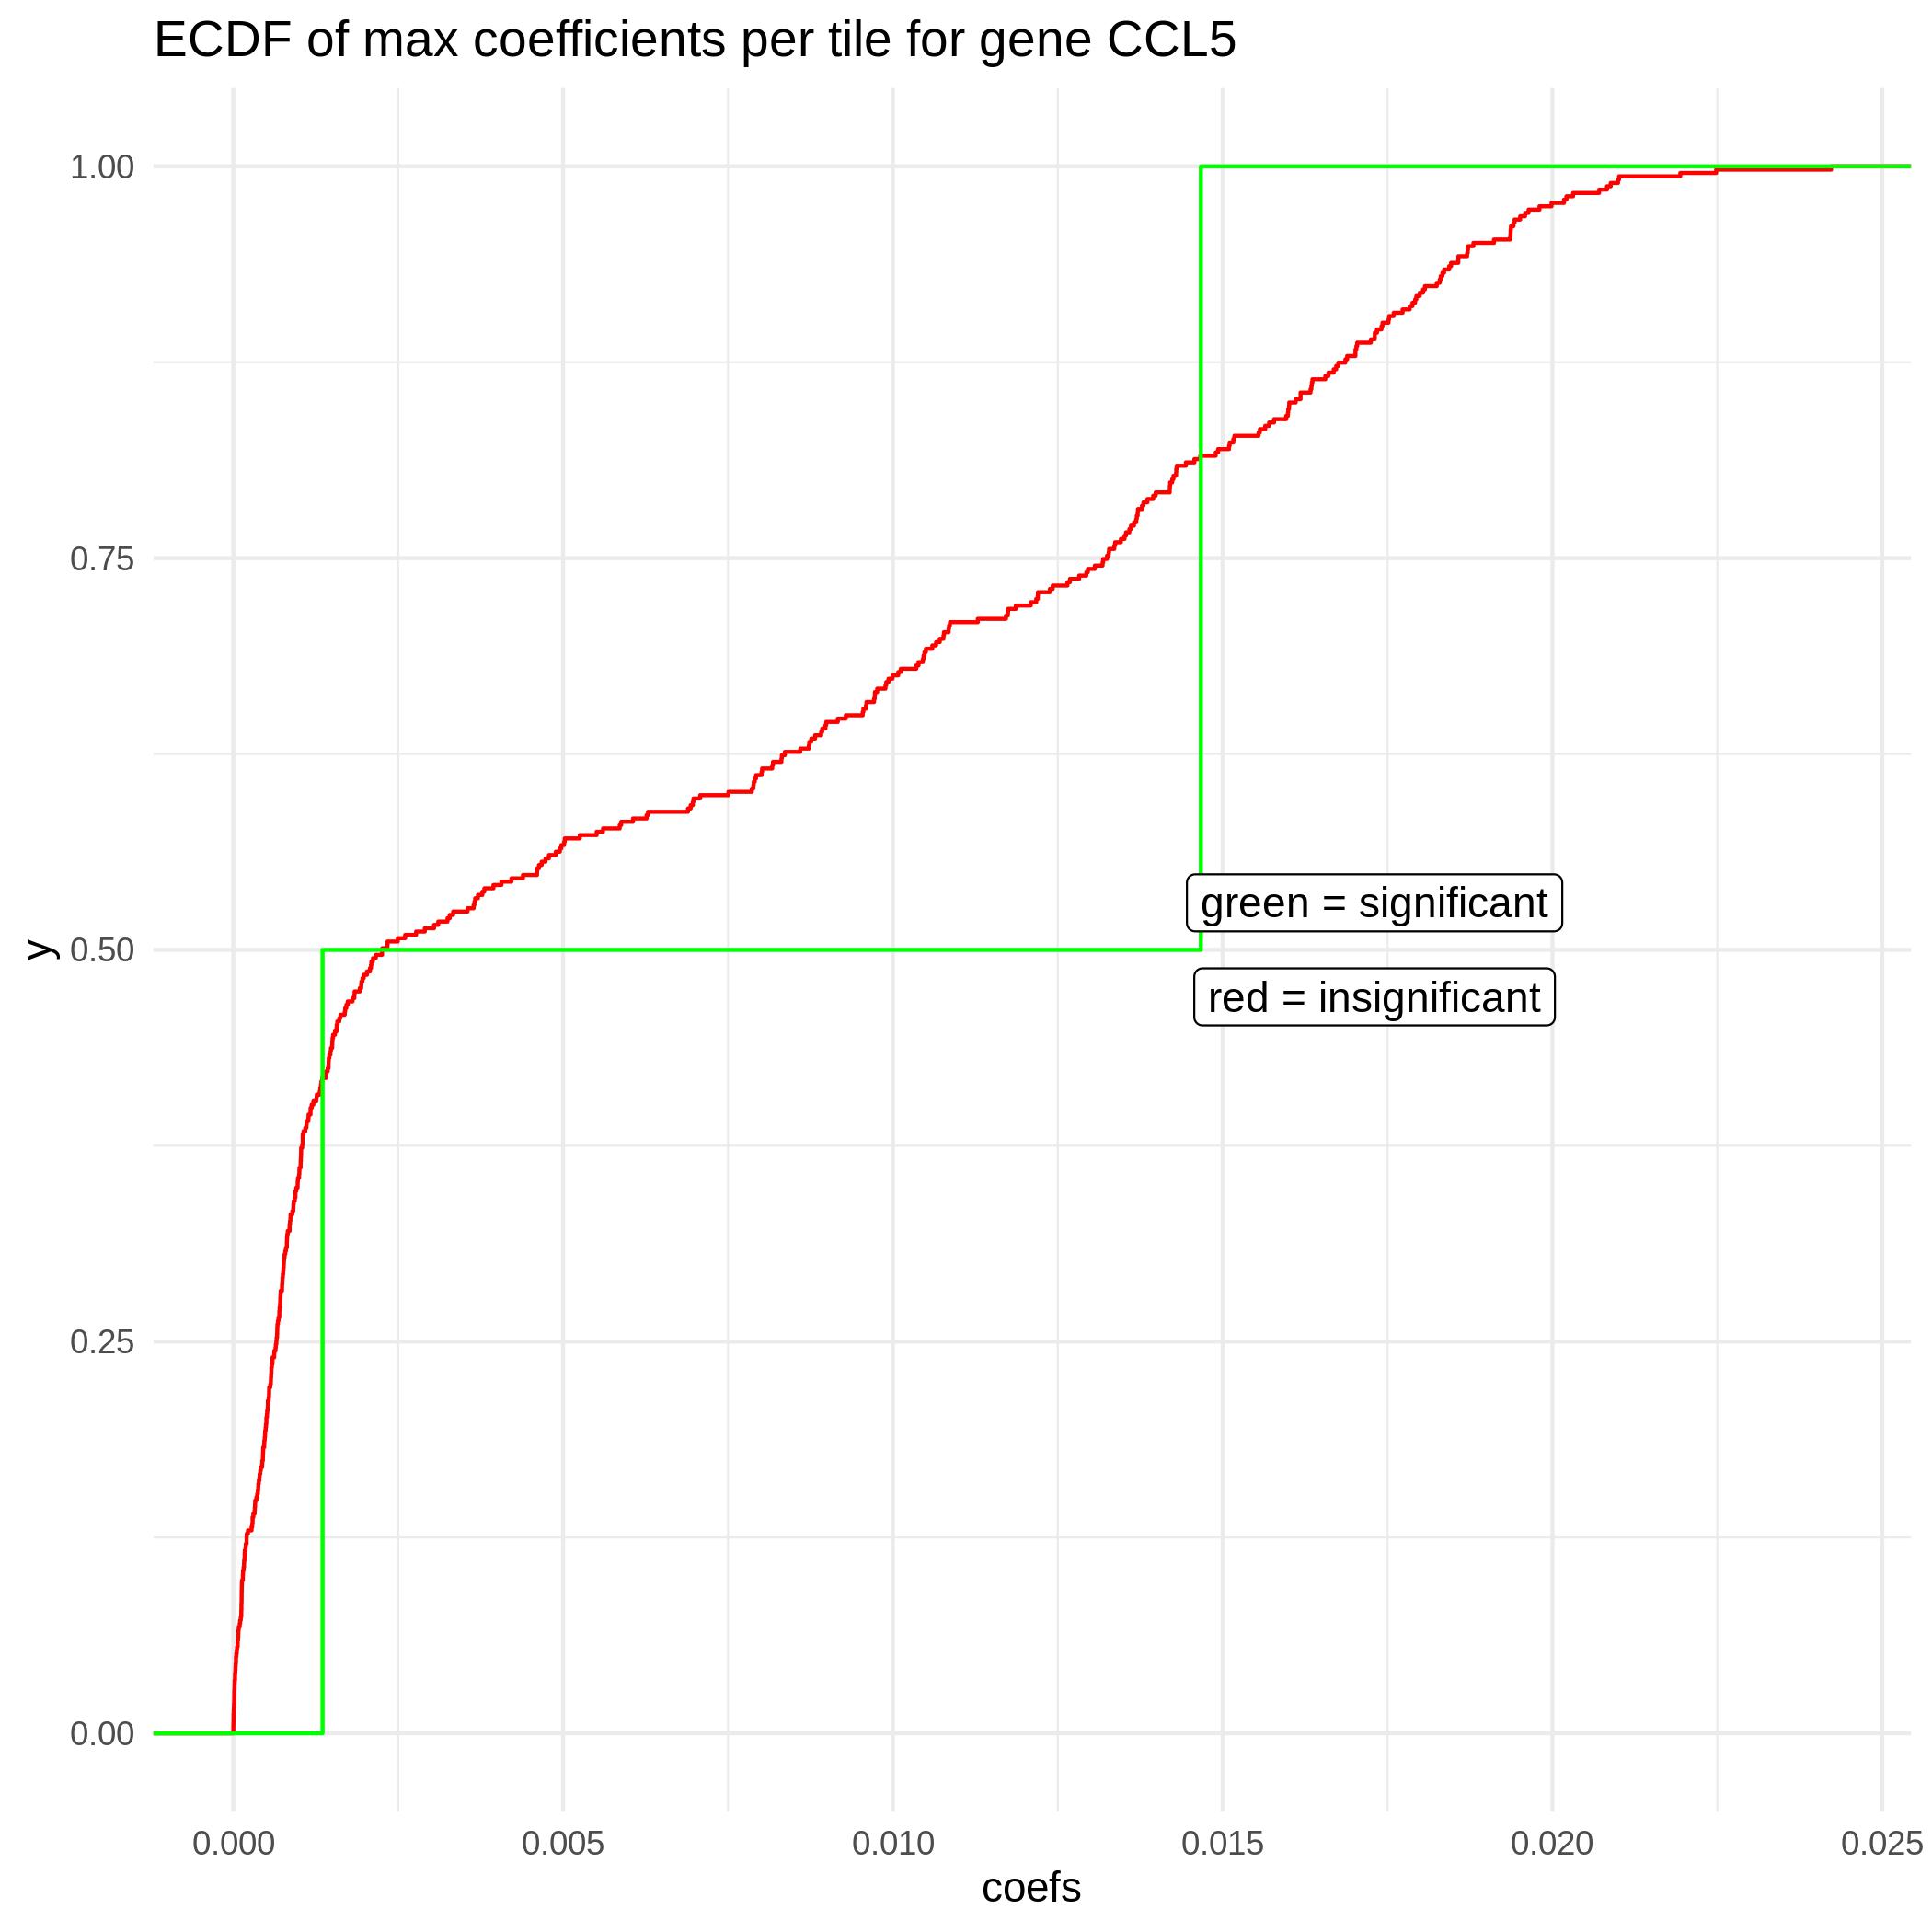 ECDF of max coefficients per tile for gene CCL5
1.00
0.75
0.50
0.25
0.00
y
green = significant
red = insignificant
0.000 0.005 0.010 0.015 0.020 0.025
coefs